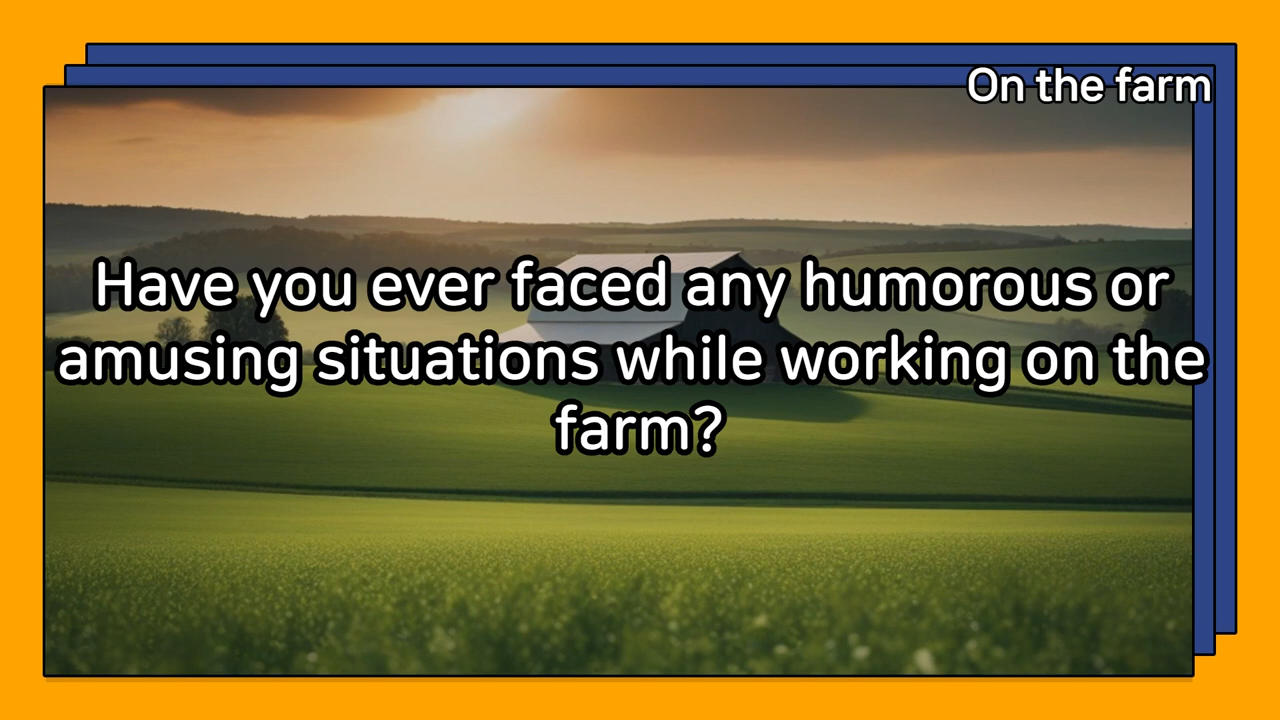 On the farm
Have you ever faced any humorous or
amusing situations while working on the
farm?